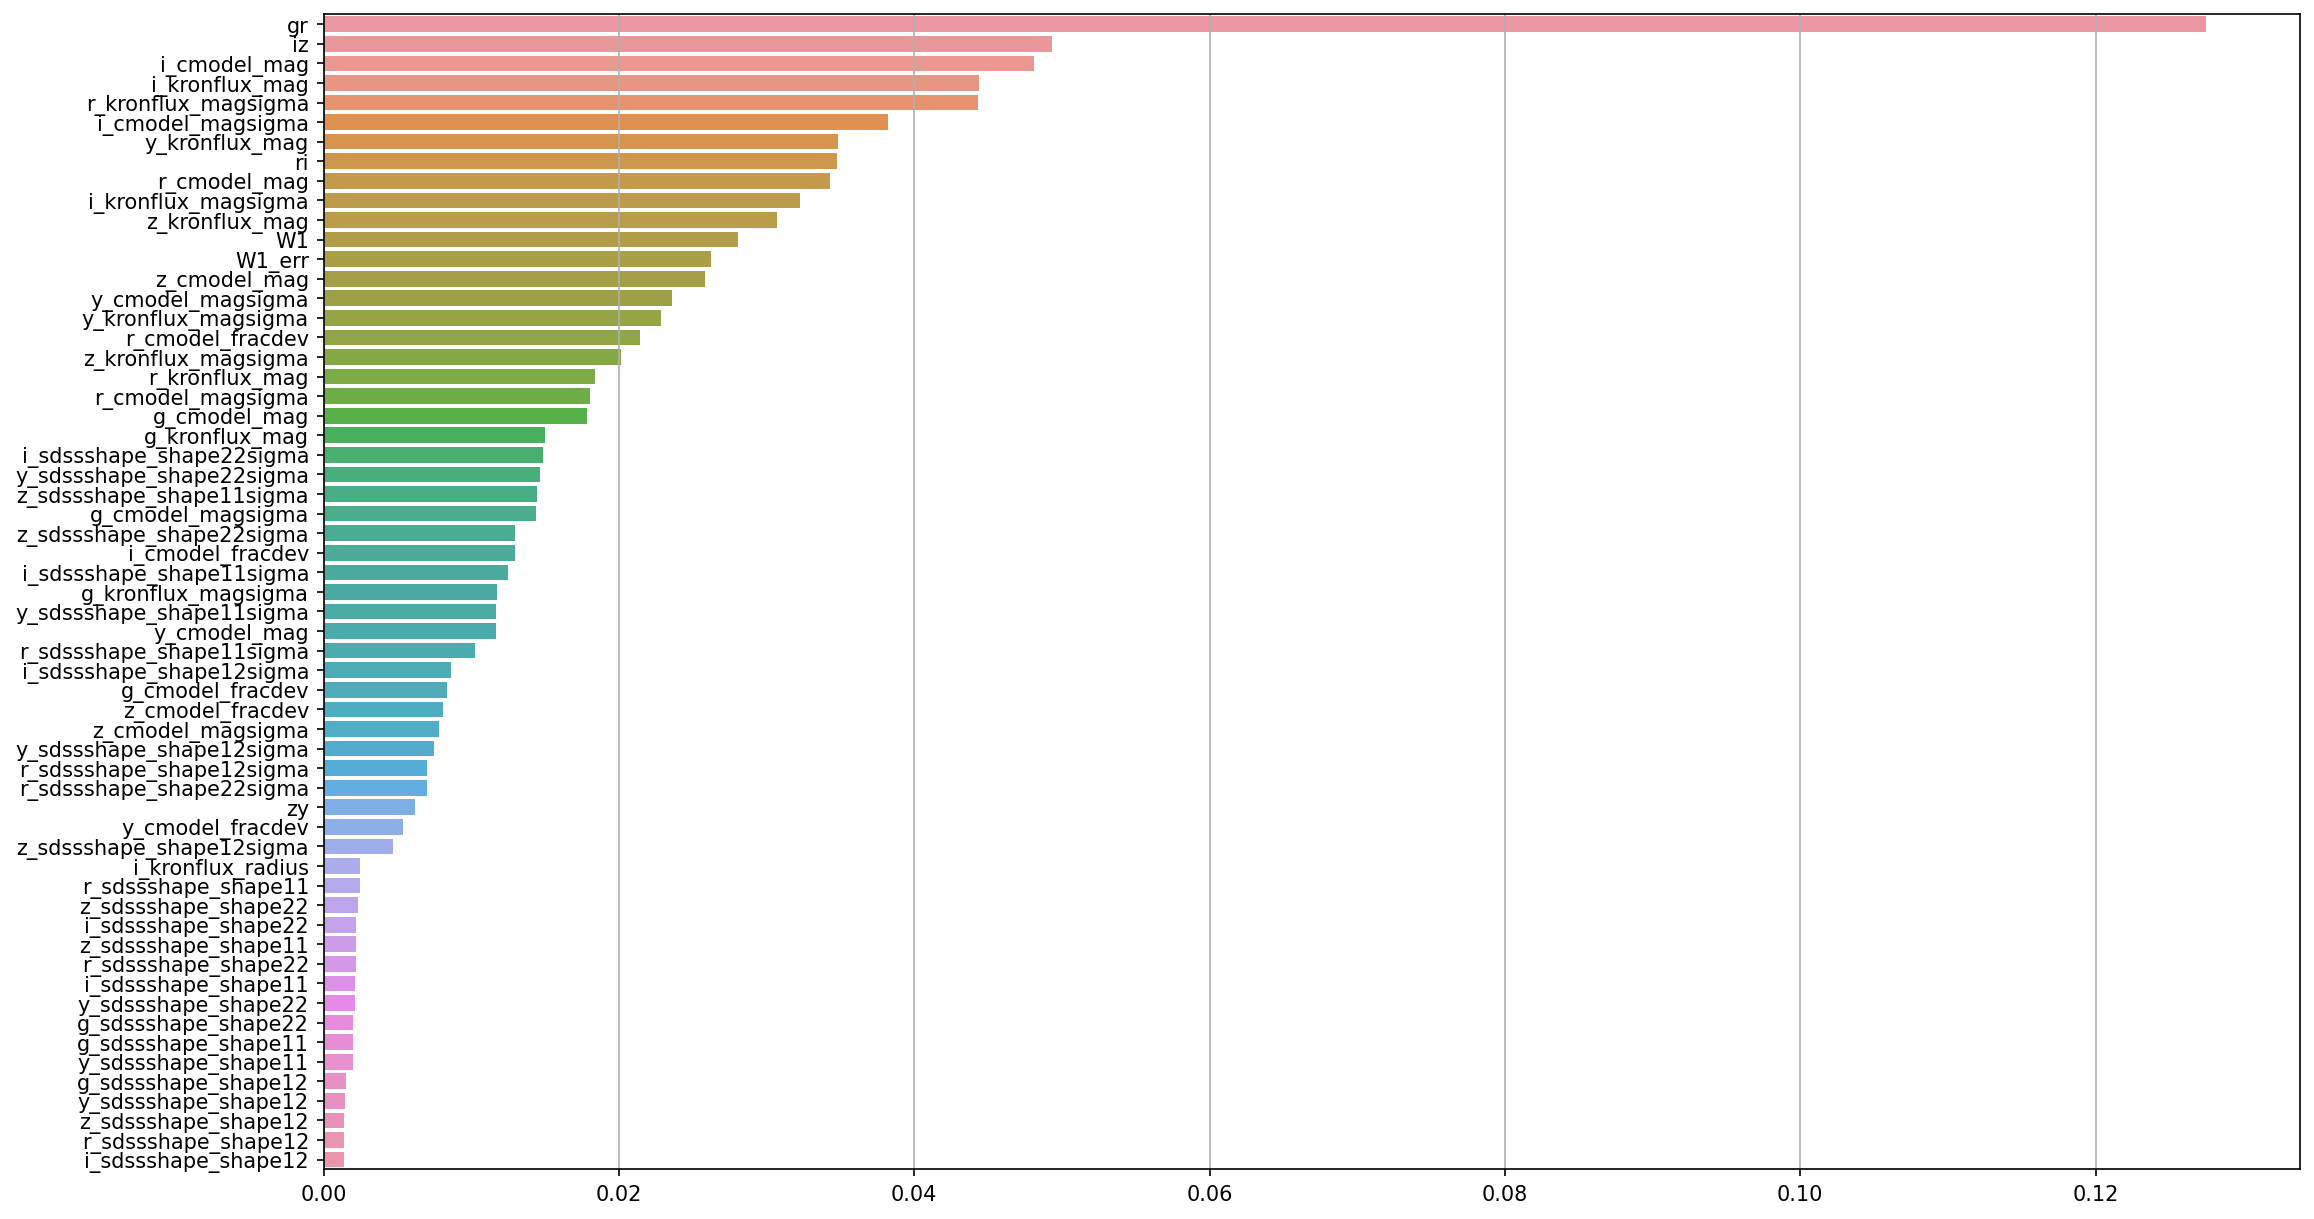 gr
iz
i_cmodel_mag
i_kronflux_mag
r_kronflux_magsigma
i_cmodel_magsigma
y_kronflux_mag
ri
r_cmodel_mag
i_kronflux_magsigma
z_kronflux_mag
W1
W1_err
z_cmodel_mag
y_cmodel_magsigma
y_kronflux_magsigma
r_cmodel_fracdev
z_kronflux_magsigma
r_kronflux_mag
r_cmodel_magsigma
g_cmodel_mag
g_kronflux_mag
i_sdssshape_shape22sigma
y_sdssshape_shape22sigma
z_sdssshape_shape11sigma
g_cmodel_magsigma
z_sdssshape_shape22sigma
i_cmodel_fracdev
i_sdssshape_shape11sigma
g_kronflux_magsigma
y_sdssshape_shape11sigma
y_cmodel_mag
r_sdssshape_shape11sigma
i_sdssshape_shape12sigma
g_cmodel_fracdev
z_cmodel_fracdev
z_cmodel_magsigma
y_sdssshape_shape12sigma
r_sdssshape_shape12sigma
r_sdssshape_shape22sigma
zy
y_cmodel_fracdev
z_sdssshape_shape12sigma
i_kronflux_radius
r_sdssshape_shape11
z_sdssshape_shape22
i_sdssshape_shape22
z_sdssshape_shape11
r_sdssshape_shape22
i_sdssshape_shape11
y_sdssshape_shape22
g_sdssshape_shape22
g_sdssshape_shape11
y_sdssshape_shape11
g_sdssshape_shape12
y_sdssshape_shape12
z_sdssshape_shape12
r_sdssshape_shape12
i_sdssshape_shape12
0.00 0.02 0.04 0.06 0.08 0.10 0.12